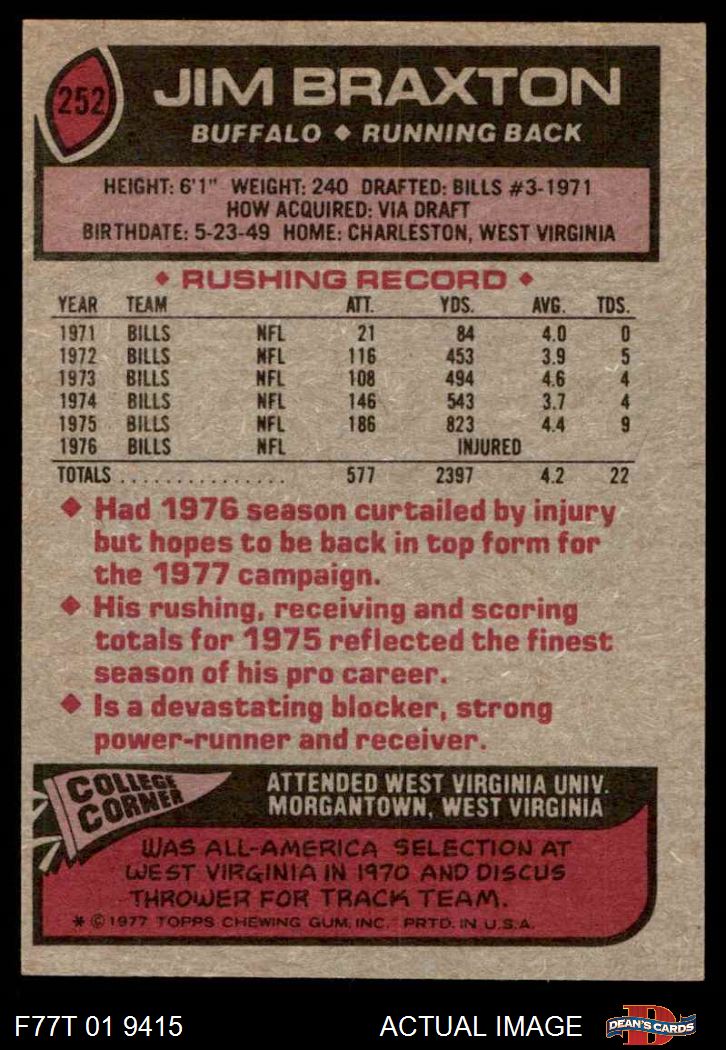 252
JIM BRAXTON
BUFFALO ♦ RUNNING BACK
HEIGHT: 6'1" WEIGHT: 240 DRAFTED: BILLS #3-1971
HOW ACQUIRED: VIA DRAFT
BIRTHDATE: 5-23-49 HOME: CHARLESTON, WEST VIRGINIA
♦ RUSHING RECORD ♦
YEAR TEAM ATT. YDS. AVG. TDS.
1971 BILLS NFL 21 84 4.0 0
1972 BILLS NFL 116 453 3.9 5
1973 BILLS NFL 108 494 4.6 4
1974 BILLS NFL 146 543 3.7 4
1975 BILLS NFL 186 823 4.4 9
1976 BILLS NFL INJURED
TOTALS ............... 577 2397 4.2 22
♦ Had 1976 season curtailed by injury
but hopes to be back in top form for
the 1977 campaign.
♦ His rushing, receiving and scoring
totals for 1975 reflected the finest
season of his pro career.
♦ Is a devastating blocker, strong
power-runner and receiver.
COLLEGE
CORNER
ATTENDED WEST VIRGINIA UNIV.
MORGANTOWN, WEST VIRGINIA
WAS ALL-AMERICA SELECTION AT
WEST VIRGINIA IN 1970 AND DISCUS
THROWER FOR TRACK TEAM.
* © 1977 TOPPS CHEWING GUM, INC. PRTD. IN U.S.A.
F77T 01 9415
ACTUAL IMAGE
D
DEAN'S CARDS